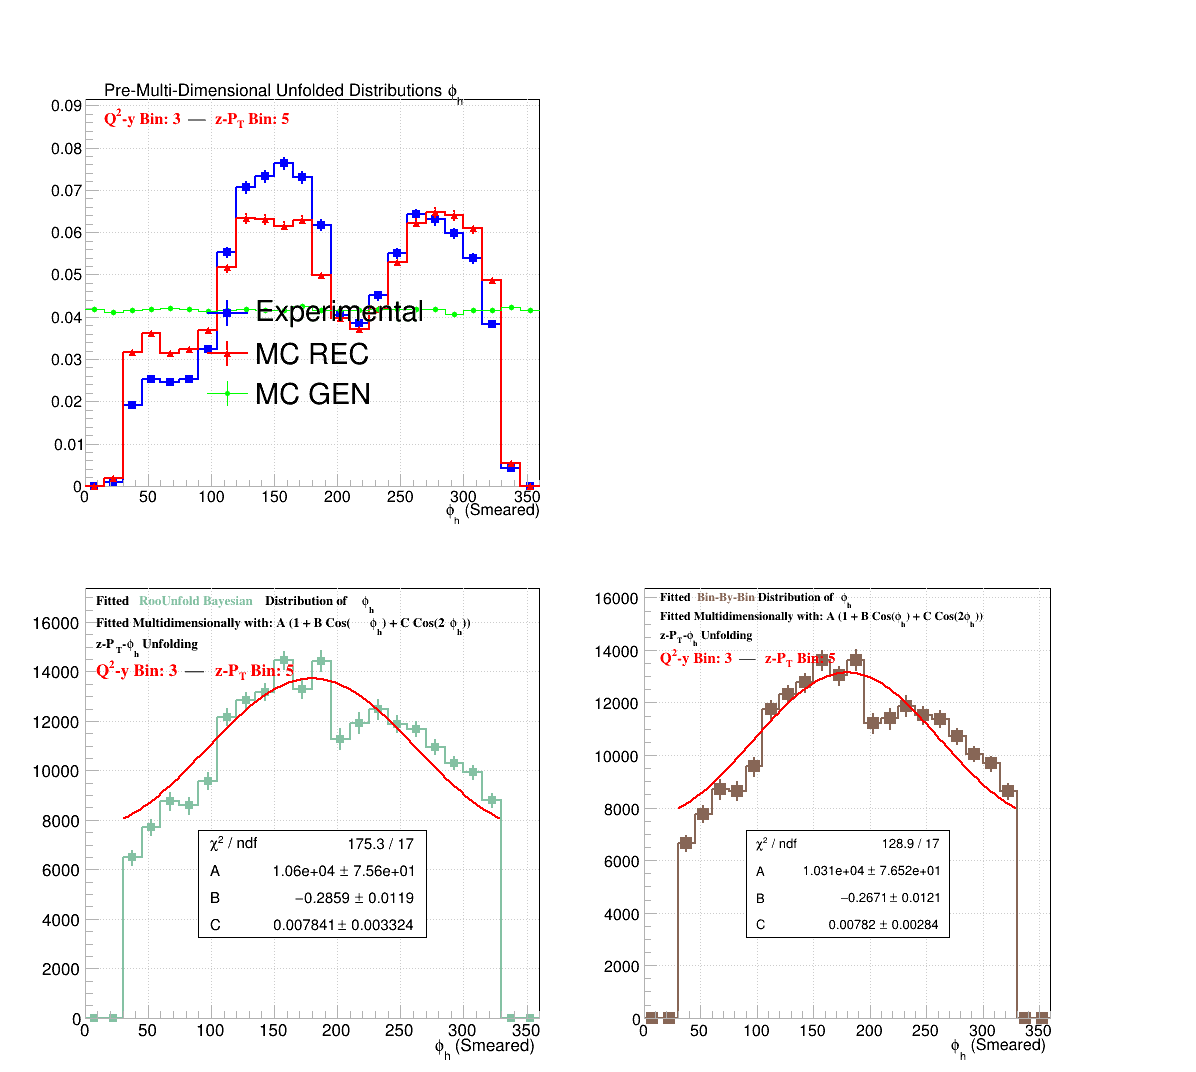 Pre-Multi-Dimensional Unfolded Distributions ϕh
Q2-y Bin: 3 — z-PT Bin: 5
0.09
0.08
0.07
0.06
0.05
0.04
0.03
0.02
0.01
0
Experimental
MC REC
MC GEN
0 50 100 150 200 250 300 350
ϕh (Smeared)
Fitted RooUnfold Bayesian Distribution of ϕh
Fitted Multidimensionally with: A (1 + B Cos( ϕh) + C Cos(2 ϕh))
z-PT-ϕh Unfolding
Q2-y Bin: 3 — z-PT Bin: 5
16000
14000
12000
10000
8000
6000
4000
2000
0
χ2 / ndf 175.3 / 17
A 1.06e+04 ± 7.56e+01
B −0.2859 ± 0.0119
C 0.007841 ± 0.003324
0 50 100 150 200 250 300 350
ϕh (Smeared)
Fitted Bin-By-Bin Distribution of ϕh
Fitted Multidimensionally with: A (1 + B Cos(ϕh) + C Cos(2ϕh))
z-PT-ϕh Unfolding
Q2-y Bin: 3 — z-PT Bin: 5
16000
14000
12000
10000
8000
6000
4000
2000
0
χ2 / ndf 128.9 / 17
A 1.031e+04 ± 7.652e+01
B −0.2671 ± 0.0121
C 0.00782 ± 0.00284
0 50 100 150 200 250 300 350
ϕh (Smeared)